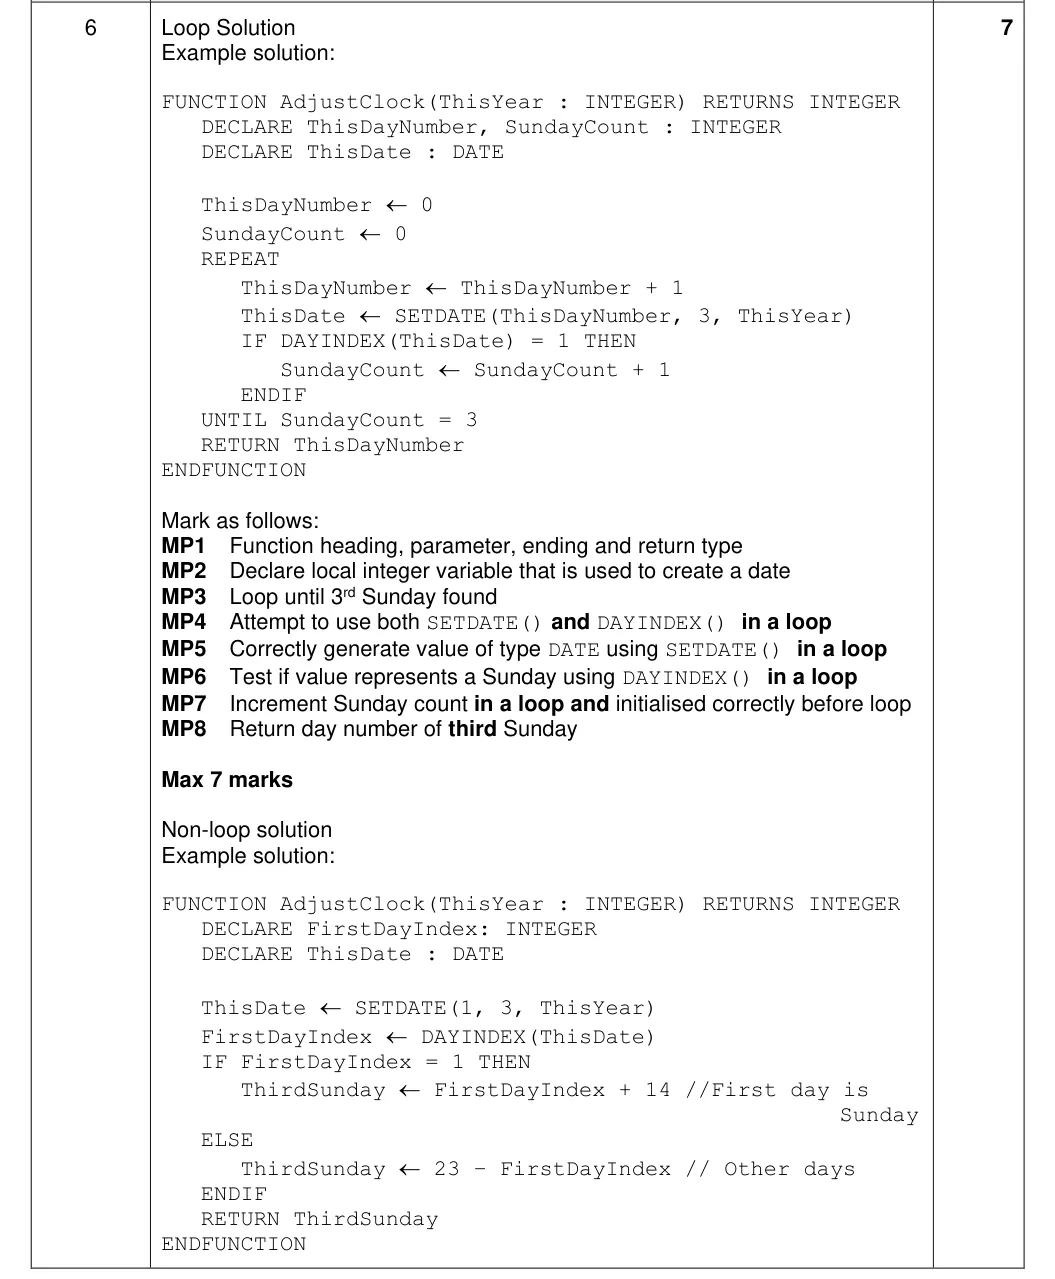 6 Loop Solution 7
Example solution:
FUNCTION AdjustClock(ThisYear : INTEGER) RETURNS INTEGER
DECLARE ThisDayNumber, SundayCount : INTEGER
DECLARE ThisDate : DATE
ThisDayNumber ← 0
SundayCount ← 0
REPEAT
ThisDayNumber ← ThisDayNumber + 1
ThisDate ← SETDATE(ThisDayNumber, 3, ThisYear)
IF DAYINDEX(ThisDate) = 1 THEN
SundayCount ← SundayCount + 1
ENDIF
UNTIL SundayCount = 3
RETURN ThisDayNumber
ENDFUNCTION
Mark as follows:
MP1 Function heading, parameter, ending and return type
MP2 Declare local integer variable that is used to create a date
MP3 Loop until 3rd Sunday found
MP4 Attempt to use both SETDATE() and DAYINDEX() in a loop
MP5 Correctly generate value of type DATE using SETDATE() in a loop
MP6 Test if value represents a Sunday using DAYINDEX() in a loop
MP7 Increment Sunday count in a loop and initialised correctly before loop
MP8 Return day number of third Sunday
Max 7 marks
Non-loop solution
Example solution:
FUNCTION AdjustClock(ThisYear : INTEGER) RETURNS INTEGER
DECLARE FirstDayIndex: INTEGER
DECLARE ThisDate : DATE
ThisDate ← SETDATE(1, 3, ThisYear)
FirstDayIndex ← DAYINDEX(ThisDate)
IF FirstDayIndex = 1 THEN
ThirdSunday ← FirstDayIndex + 14 //First day is
Sunday
ELSE
ThirdSunday ← 23 – FirstDayIndex // Other days
ENDIF
RETURN ThirdSunday
ENDFUNCTION